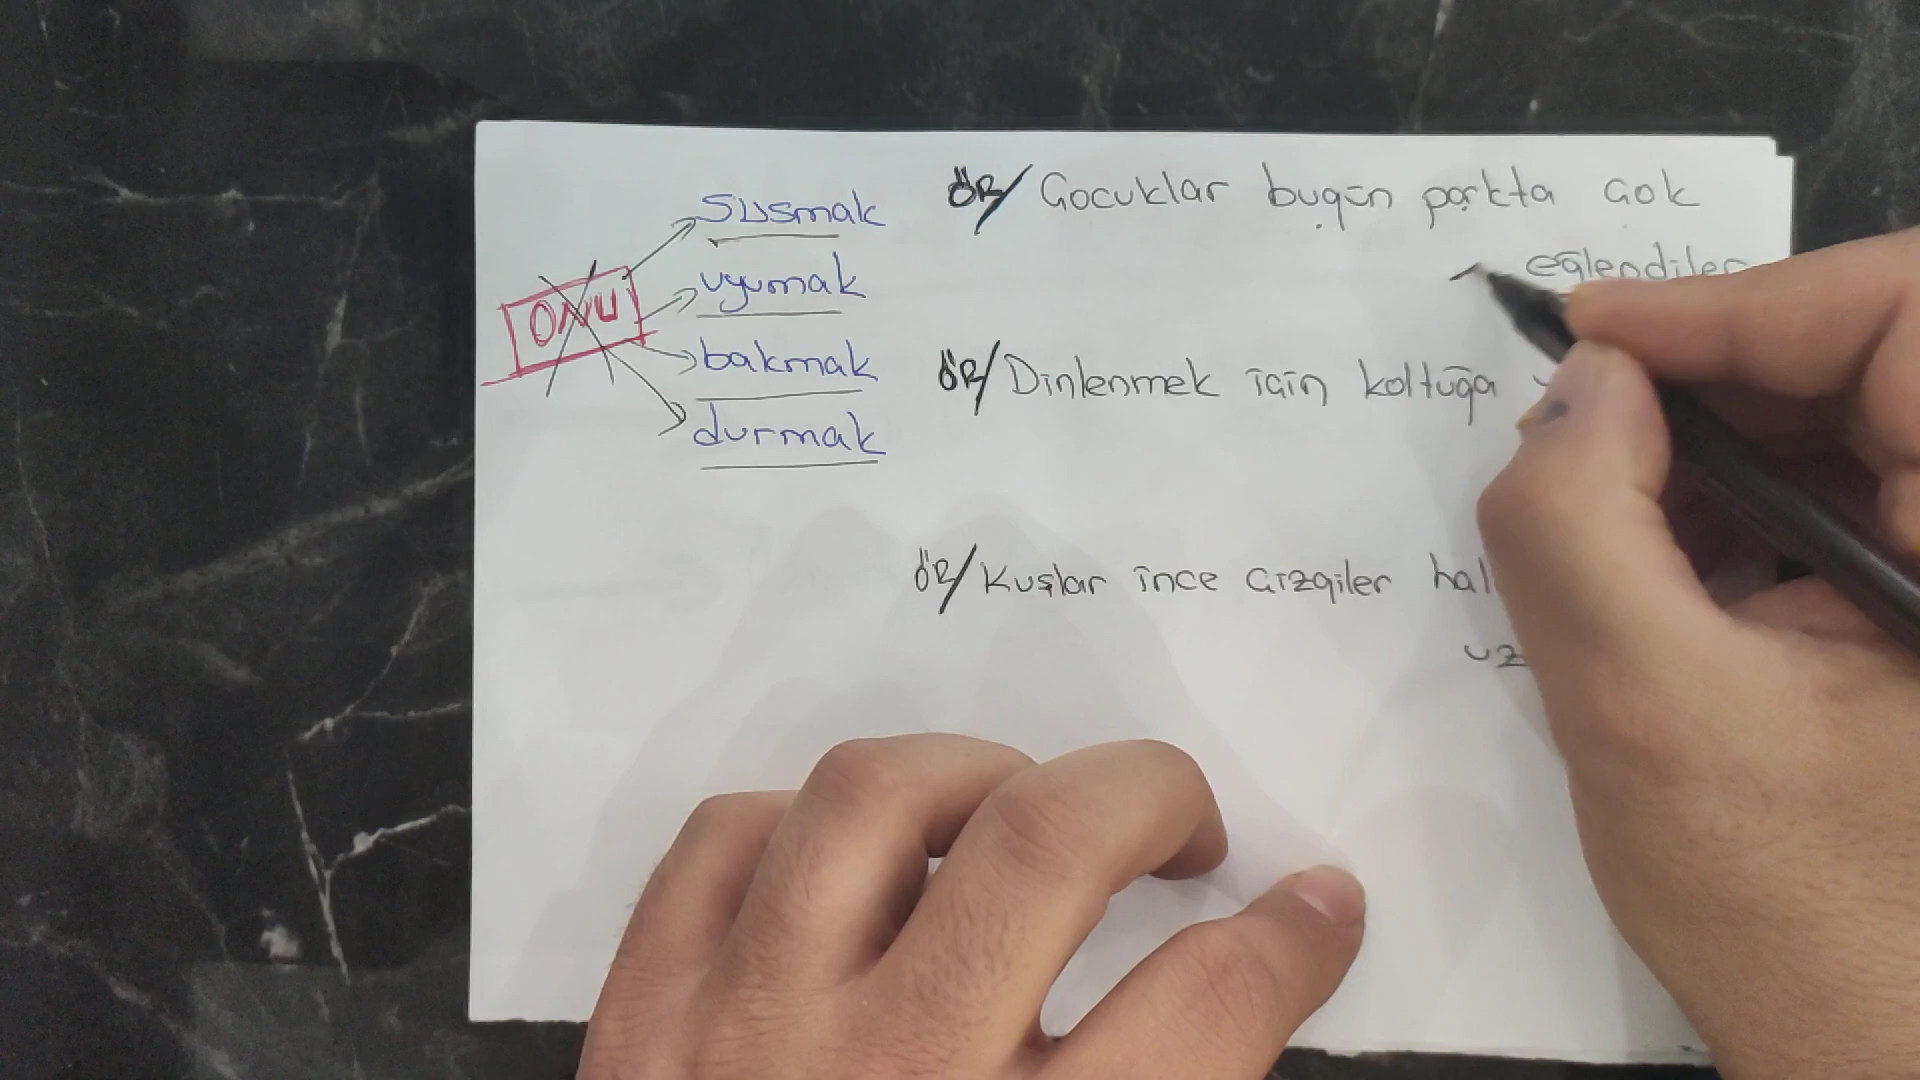 ONU
susmak
uyumak
bakmak
durmak
ÖR/ Çocuklar bugün parkta çok
eğlendiler
ÖR/ Dinlenmek için koltuğa
ÖR/ Kuşlar ince çizgiler